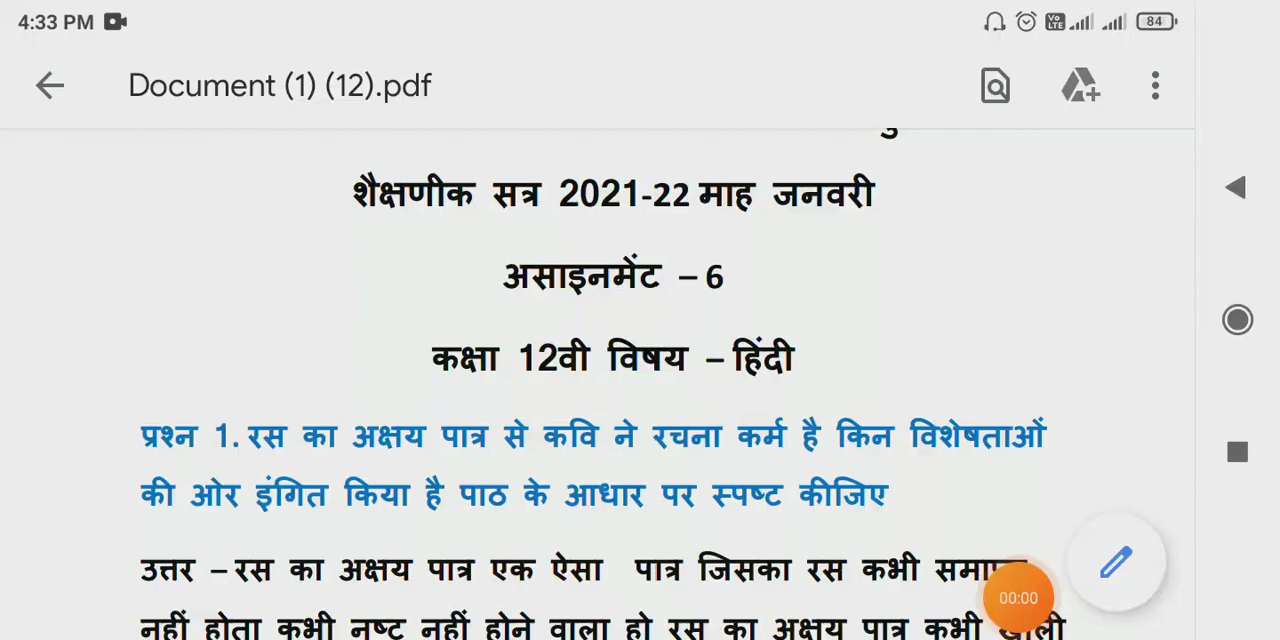 4:33 PM
Vo LTE
84
Document (1) (12).pdf
शैक्षणीक सत्र 2021-22 माह जनवरी
असाइनमेंट – 6
कक्षा 12वी विषय – हिंदी
प्रश्न 1. रस का अक्षय पात्र से कवि ने रचना कर्म है किन विशेषताओं
की ओर इंगित किया है पाठ के आधार पर स्पष्ट कीजिए
उत्तर – रस का अक्षय पात्र एक ऐसा पात्र जिसका रस कभी
00:00
नहीं होता कभी नष्ट नहीं होने वाला हो रस का अक्षय पात्र कभी